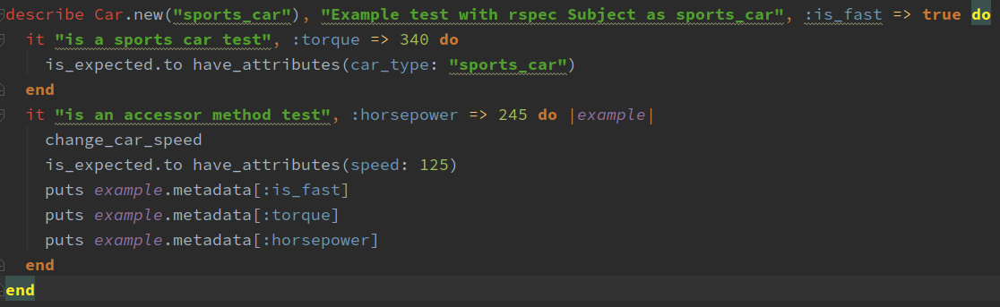 describe Car.new("sports_car"), "Example test with rspec Subject as sports_car", :is_fast => true do
  it "is a sports car test", :torque => 340 do
    is_expected.to have_attributes(car_type: "sports_car")
  end
  it "is an accessor method test", :horsepower => 245 do |example|
    change_car_speed
    is_expected.to have_attributes(speed: 125)
    puts example.metadata[:is_fast]
    puts example.metadata[:torque]
    puts example.metadata[:horsepower]
  end
end